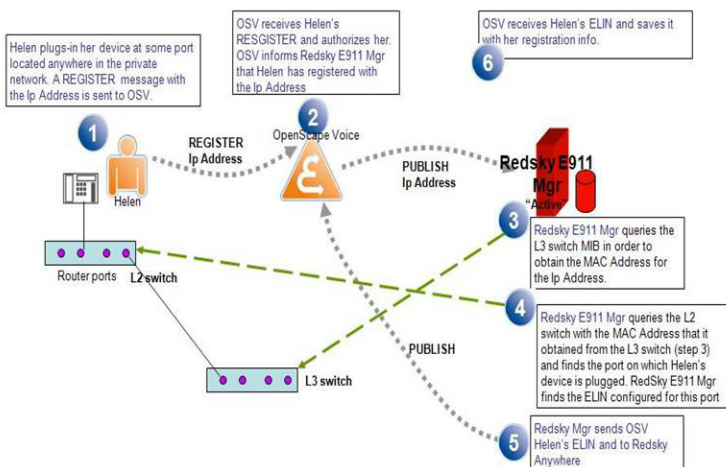 Helen plugs-in her device at some port
located anywhere in the private
network. A REGISTER message with
the Ip Address is sent to OSV.
OSV receives Helen's
RESGISTER and authorizes her.
OSV informs Redsky E911 Mgr
that Helen has registered with
the Ip Address
OSV receives Helen's ELIN and saves it
with her registration info.
6
1
2
OpenScape Voice
REGISTER
Ip Address
PUBLISH
Ip Address
Redsky E911
Mgr
"Active"
Helen
3
Redsky E911 Mgr queries the
L3 switch MIB in order to
obtain the MAC Address for
the Ip Address.
Router ports
L2 switch
4
Redsky E911 Mgr queries the L2
switch with the MAC Address that it
obtained from the L3 switch (step 3)
and finds the port on which Helen's
device is plugged. RedSky E911 Mgr
finds the ELIN configured for this port
PUBLISH
L3 switch
5
Redsky Mgr sends OSV
Helen's ELIN and to Redsky
Anywhere